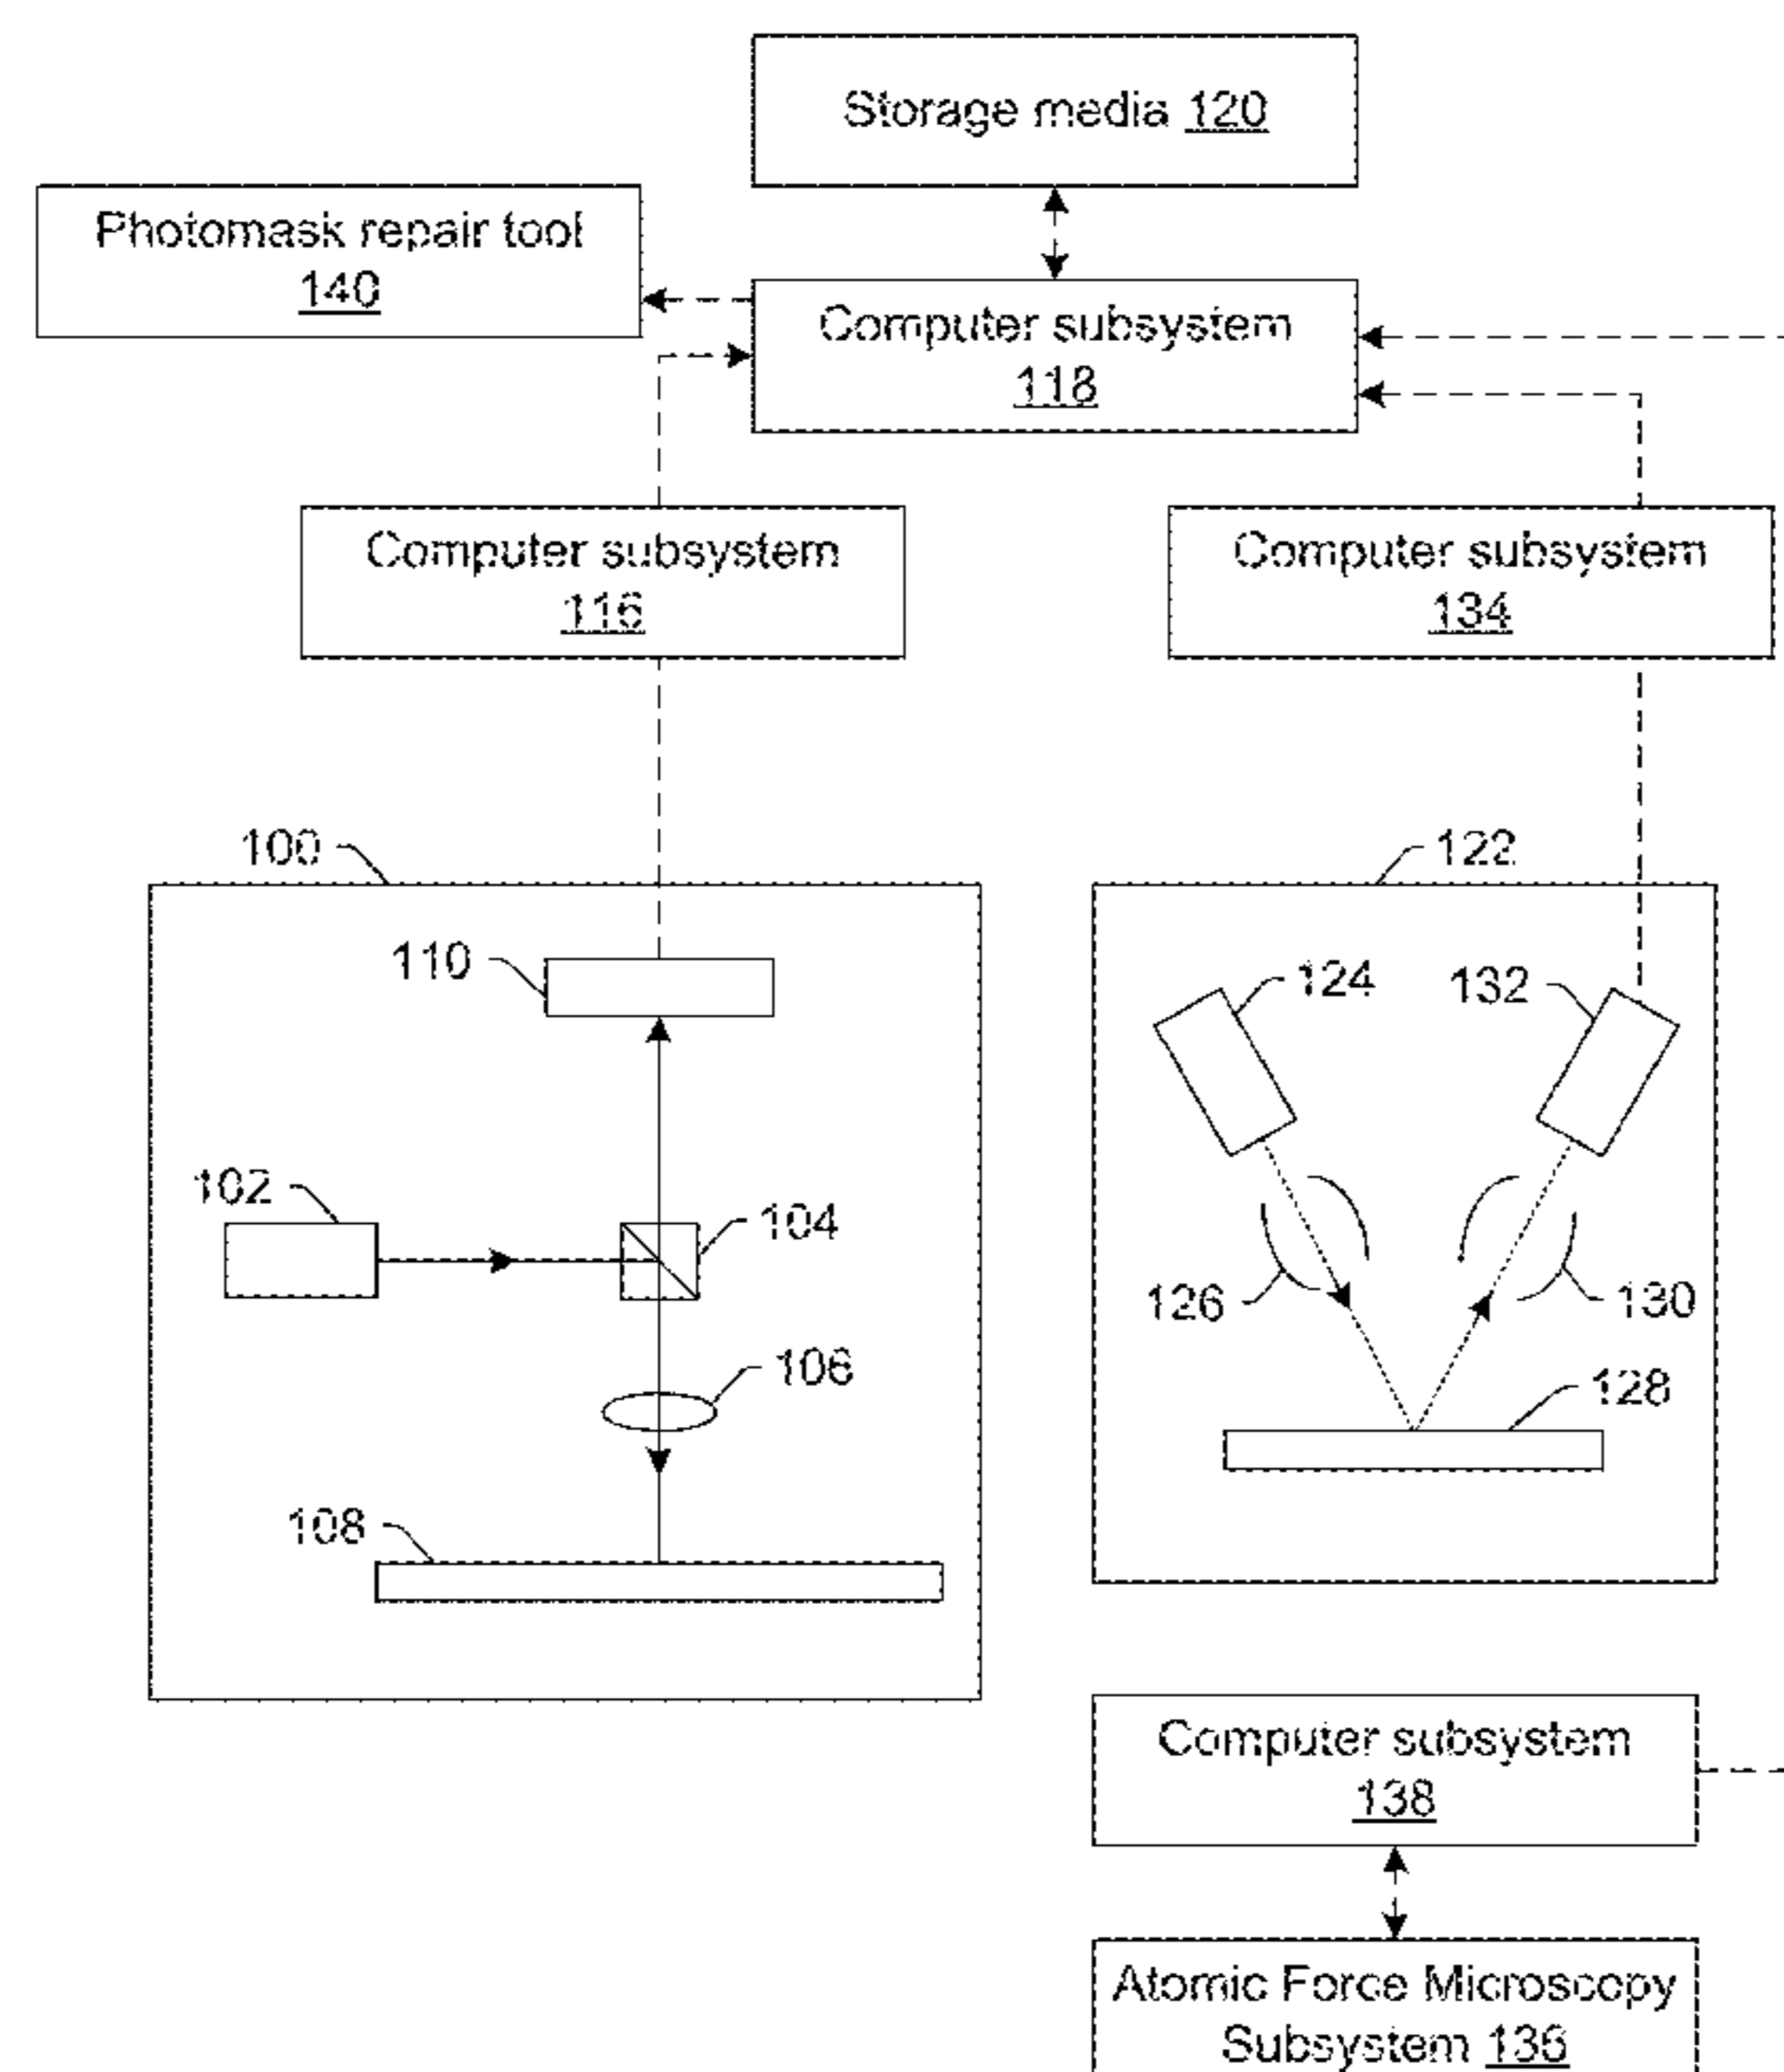 Storage media 120
Photomask repair tool
140
Computer subsystem
118
Computer subsystem
116
Computer subsystem
134
100
122
110
124
132
102
104
126
130
106
128
108
Computer subsystem
138
Atomic Force Microscopy
Subsystem 136